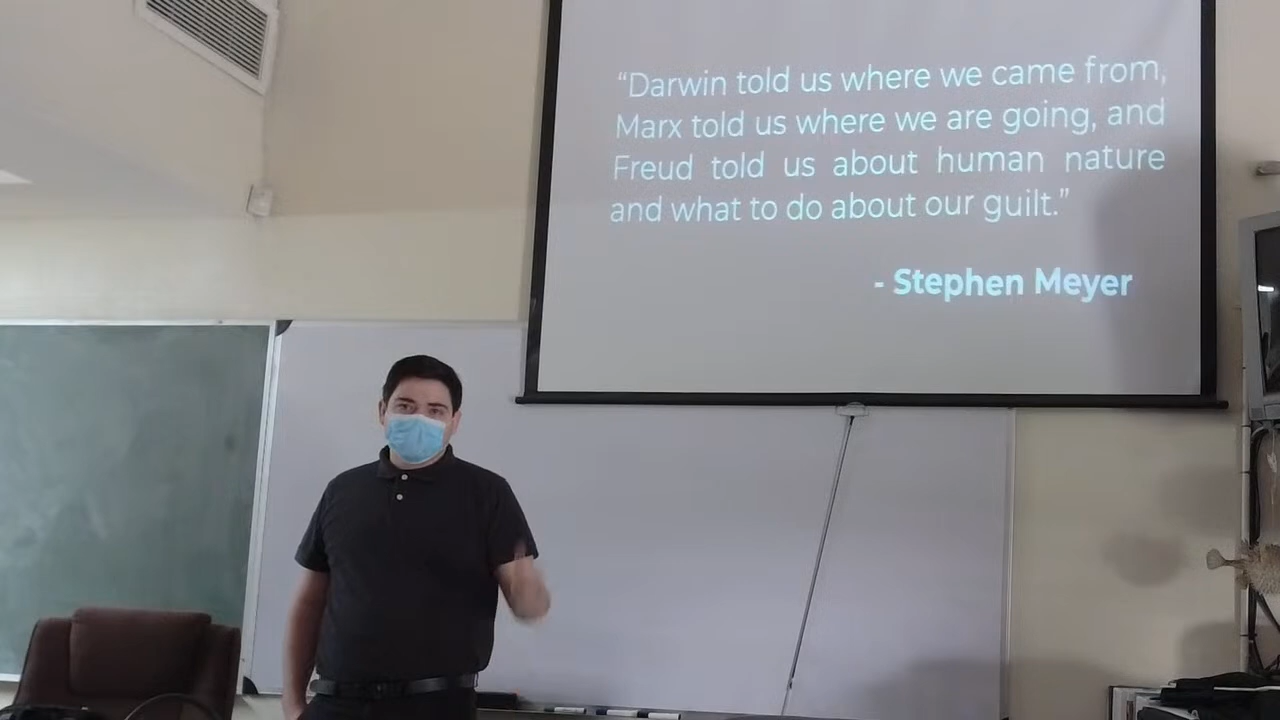 “Darwin told us where we came from,
Marx told us where we are going, and
Freud told us about human nature
and what to do about our guilt.”
- Stephen Meyer